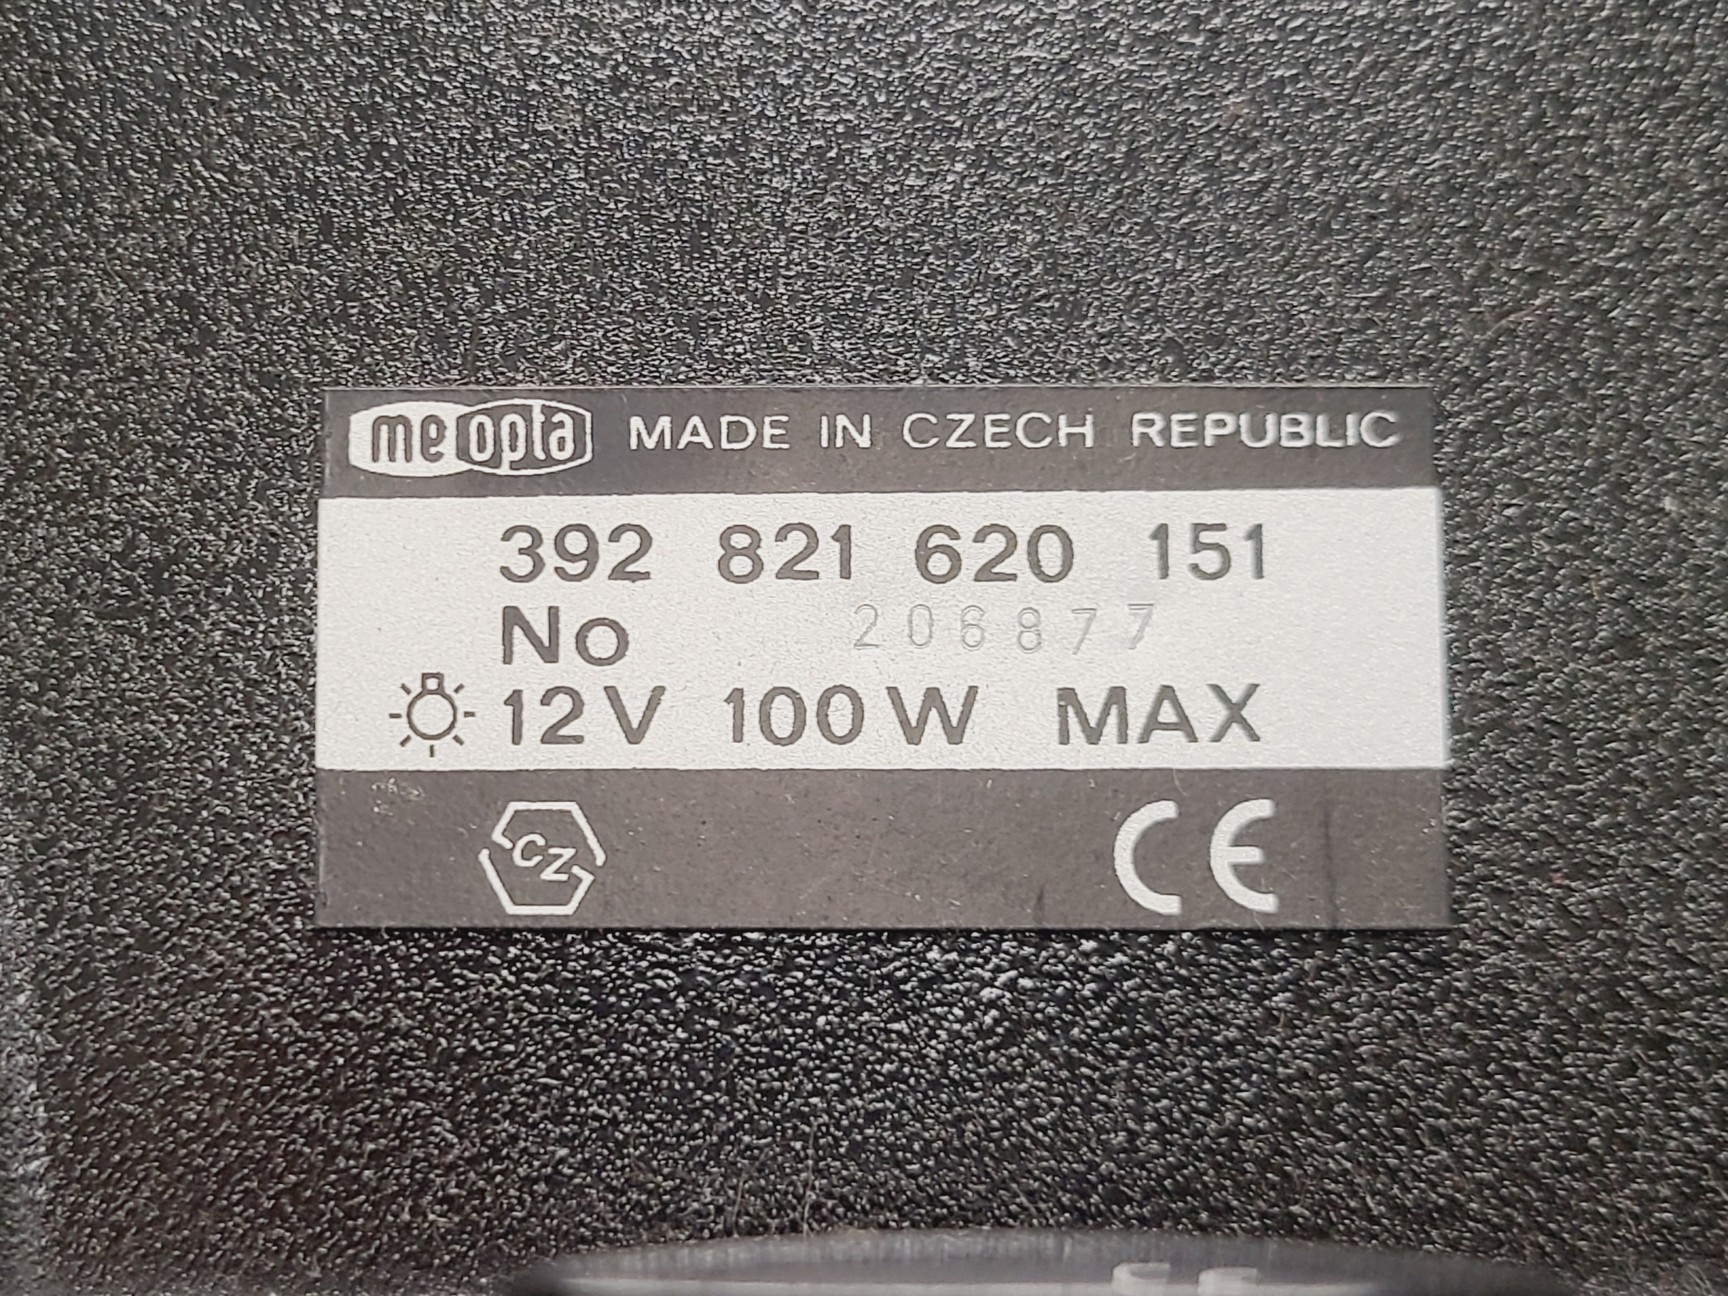 meopta MADE IN CZECH REPUBLIC
392 821 620 151
No 206877
12V 100W MAX
CZ CE